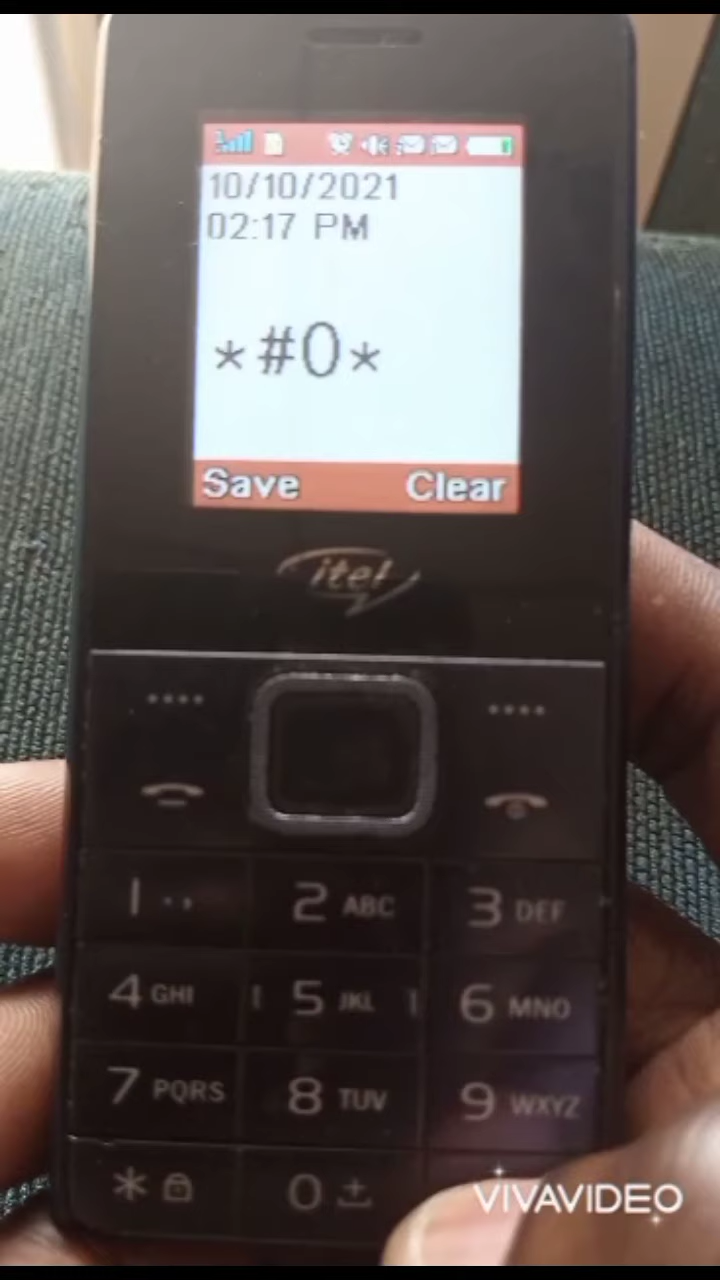 10/10/2021
02:17 PM
*#0*
Save Clear
itel
1
2 ABC 3 DEF
4 GHI 5 JKL 6 MNO
7 PQRS 8 TUV 9 WXYZ
* 0 +
VIVAVIDEO